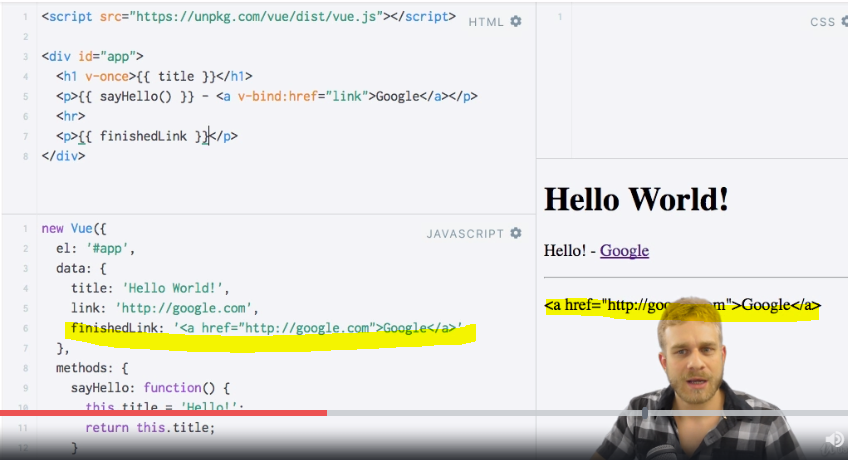 1 <script src="https://unpkg.com/vue/dist/vue.js"></script>
HTML
2
3 <div id="app">
4 <h1 v-once>{{ title }}</h1>
5 <p>{{ sayHello() }} - <a v-bind:href="link">Google</a></p>
6 <hr>
7 <p>{{ finishedLink }}</p>
8 </div>
1 new Vue({
JAVASCRIPT
2 el: '#app',
3 data: {
4 title: 'Hello World!',
5 link: 'http://google.com',
6 finishedLink: '<a href="http://google.com">Google</a>'
7 },
8 methods: {
9 sayHello: function() {
10 this.title = 'Hello!';
11 return this.title;
12 }
1
CSS
Hello World!
Hello! - Google
<a href="http://goo m">Google</a>